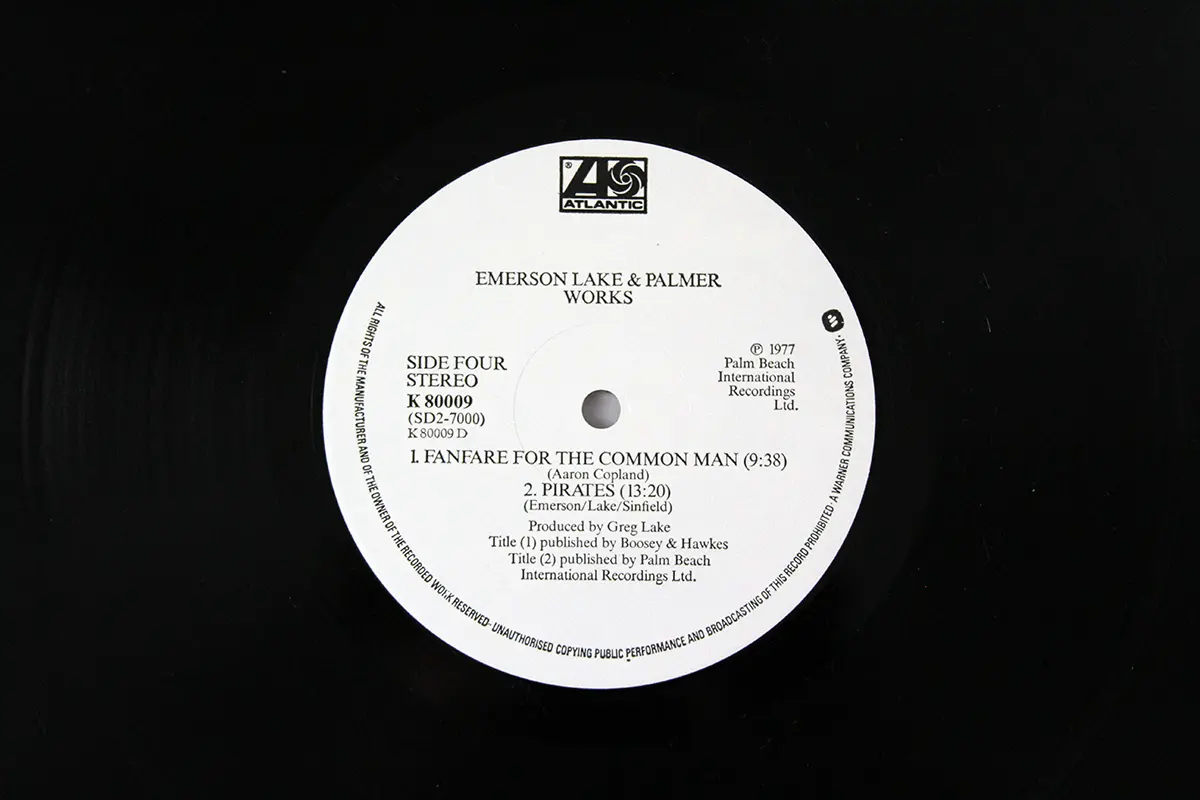 ®
ATLANTIC
EMERSON LAKE & PALMER
WORKS
SIDE FOUR
STEREO
K 80009
(SD2-7000)
K 80009 D
℗ 1977
Palm Beach
International
Recordings
Ltd.
1. FANFARE FOR THE COMMON MAN (9:38)
(Aaron Copland)
2. PIRATES (13:20)
(Emerson/Lake/Sinfield)
Produced by Greg Lake
Title (1) published by Boosey & Hawkes
Title (2) published by Palm Beach
International Recordings Ltd.
ALL RIGHTS OF THE MANUFACTURER AND OF THE OWNER OF THE RECORDED WORK RESERVED· UNAUTHORISED COPYING PUBLIC PERFORMANCE AND BROADCASTING OF THIS RECORD PROHIBITED · A WARNER COMMUNICATIONS COMPANY·